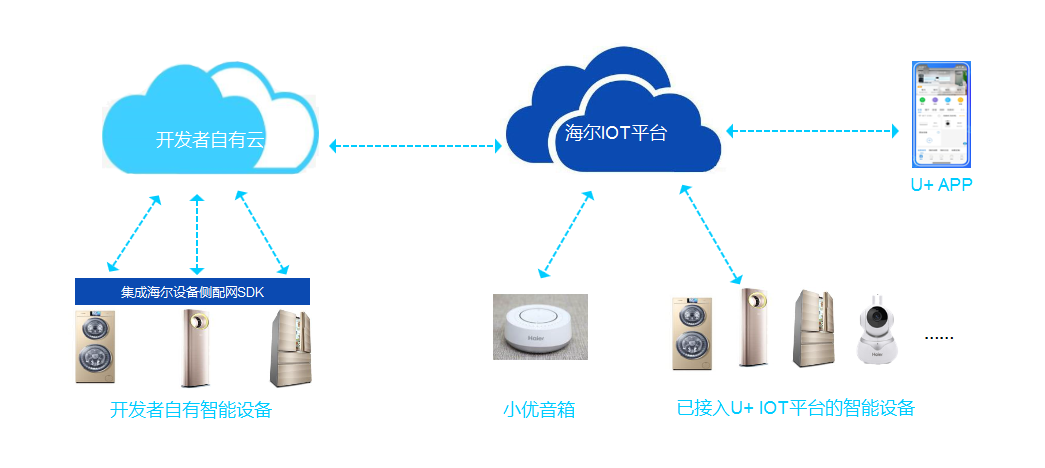 开发者自有云
海尔IOT平台
U+ APP
集成海尔设备侧配网SDK
Haier
Haier
......
开发者自有智能设备
小优音箱
已接入U+ IOT平台的智能设备